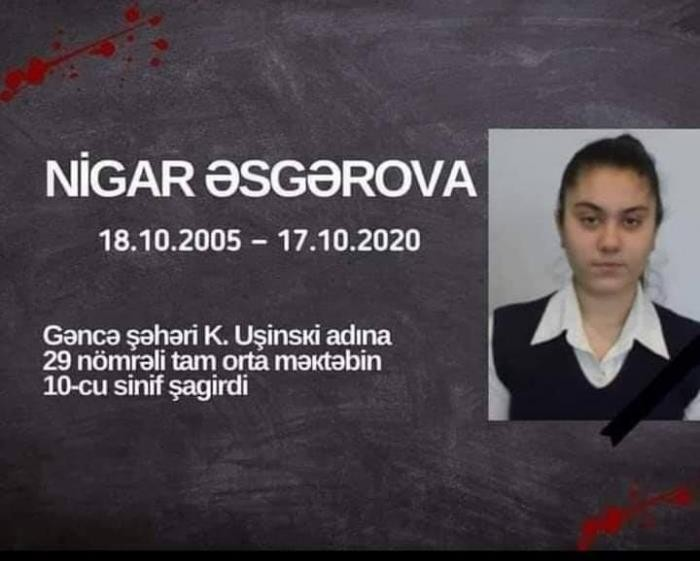 NİGAR ƏSGƏROVA
18.10.2005 – 17.10.2020
Gəncə şəhəri K. Uşinski adına
29 nömrəli tam orta məktəbin
10-cu sinif şagirdi